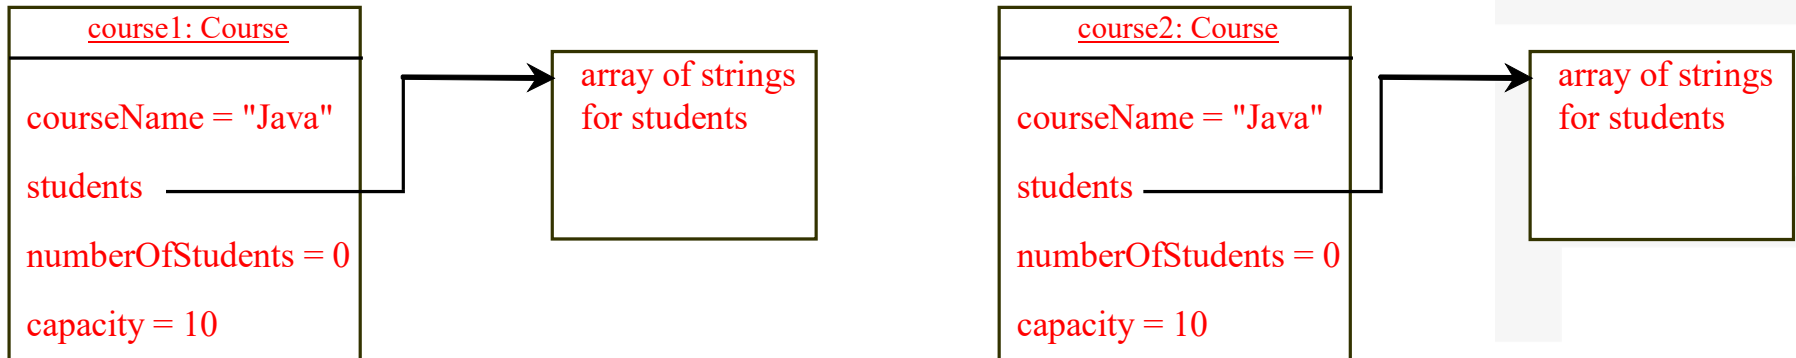 course1: Course
courseName = "Java"
students
numberOfStudents = 0
capacity = 10
array of strings
for students
course2: Course
courseName = "Java"
students
numberOfStudents = 0
capacity = 10
array of strings
for students